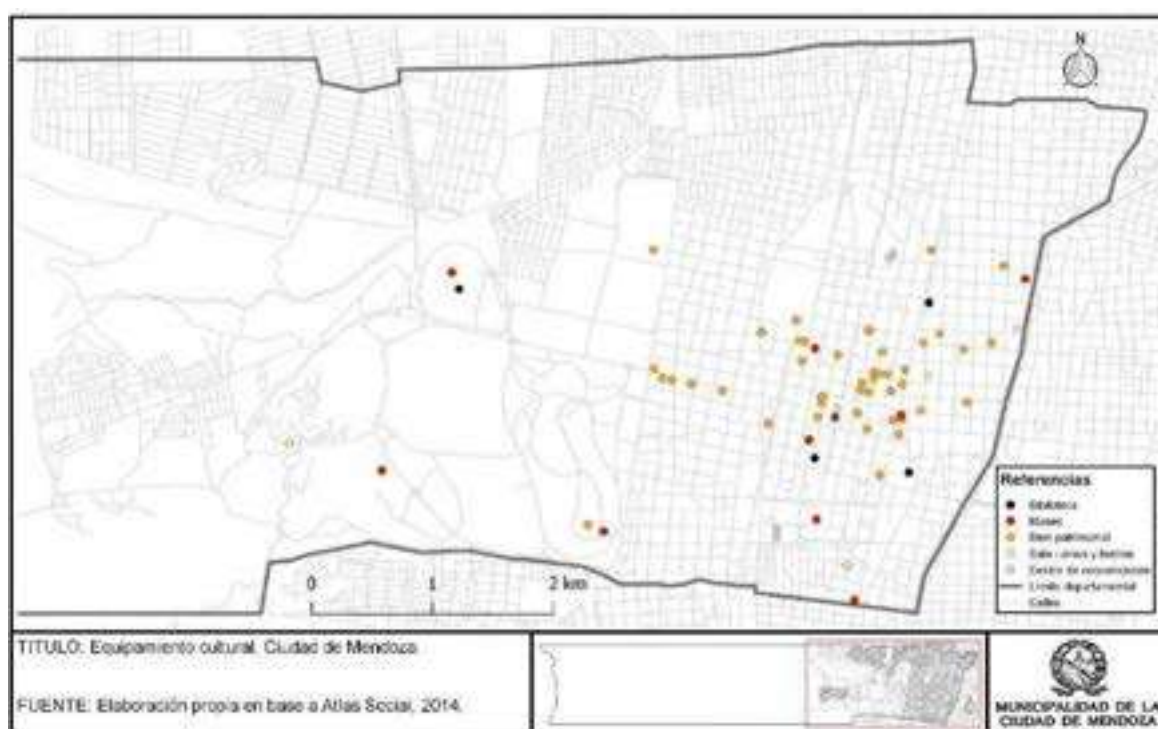 N
Referencias
Biblioteca
Museo
Bien patrimonial
Límite departamental
Calles
0 1 2 km
TITULO: Equipamiento cultural. Ciudad de Mendoza
FUENTE: Elaboración propia en base a Atlas Social, 2014.
MUNICIPALIDAD DE LA
CIUDAD DE MENDOZA